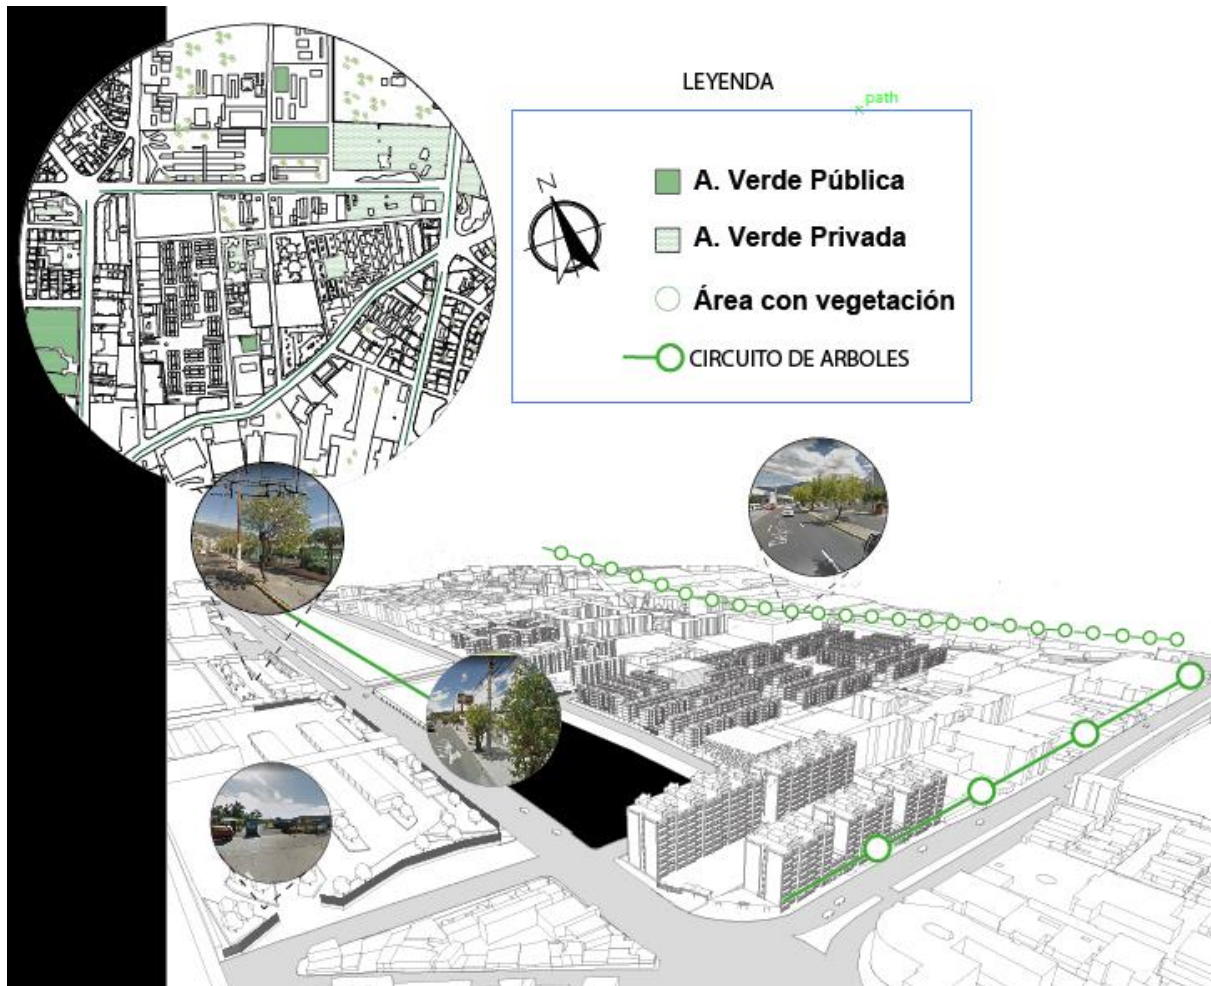 LEYENDA
path
N
A. Verde Pública
A. Verde Privada
Área con vegetación
CIRCUITO DE ARBOLES